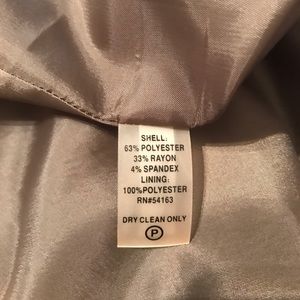 SHELL:
63% POLYESTER
33% RAYON
4% SPANDEX
LINING:
100%POLYESTER
RN#54163
DRY CLEAN ONLY
P